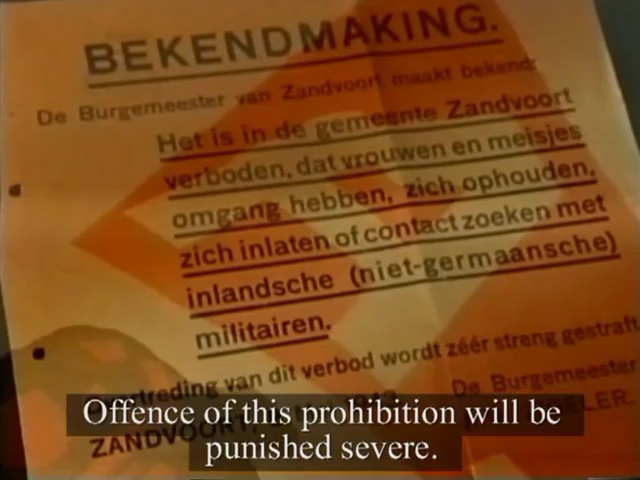 BEKENDMAKING.
De Burgemeester van Zandvoort maakt bekend:
Het is in de gemeente Zandvoort
verboden, dat vrouwen en meisjes
omgang hebben, zich ophouden,
zich inlaten of contact zoeken met
inlandsche (niet-germaansche)
militairen.
van dit verbod wordt zéér streng gestraft
De Burgemeester
ZANDVOORT
Offence of this prohibition will be
punished severe.